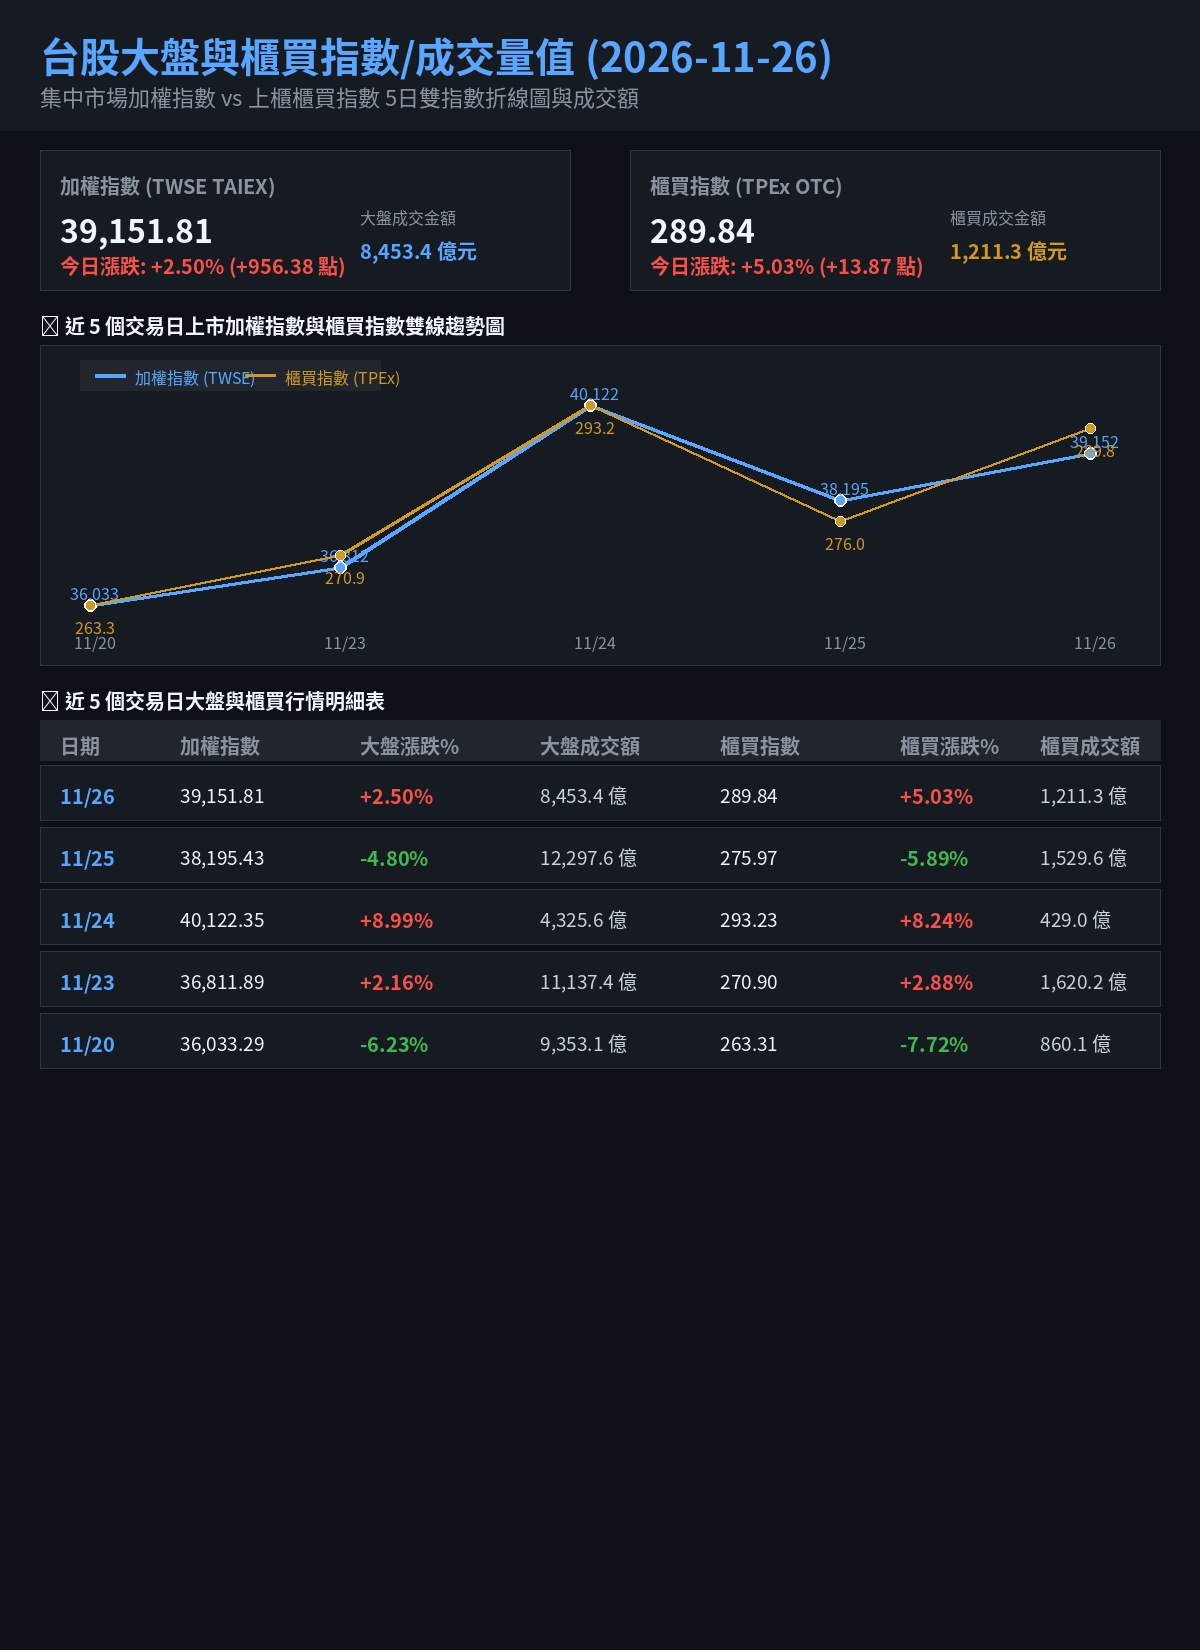 台股大盤與櫃買指數/成交量值 (2026-11-26)
集中市場加權指數 vs 上櫃櫃買指數 5日雙指數折線圖與成交額
加權指數 (TWSE TAIEX)
39,151.81
今日漲跌: +2.50% (+956.38 點)
大盤成交金額
8,453.4 億元
櫃買指數 (TPEx OTC)
289.84
今日漲跌: +5.03% (+13.87 點)
櫃買成交金額
1,211.3 億元
近 5 個交易日上市加權指數與櫃買指數雙線趨勢圖
加權指數 (TWSE) 櫃買指數 (TPEx)
40,122
293.2
39,152
289.8
38,195
276.0
36,812
270.9
36,033
263.3
11/20 11/23 11/24 11/25 11/26
近 5 個交易日大盤與櫃買行情明細表
日期 加權指數 大盤漲跌% 大盤成交額 櫃買指數 櫃買漲跌% 櫃買成交額
11/26 39,151.81 +2.50% 8,453.4 億 289.84 +5.03% 1,211.3 億
11/25 38,195.43 -4.80% 12,297.6 億 275.97 -5.89% 1,529.6 億
11/24 40,122.35 +8.99% 4,325.6 億 293.23 +8.24% 429.0 億
11/23 36,811.89 +2.16% 11,137.4 億 270.90 +2.88% 1,620.2 億
11/20 36,033.29 -6.23% 9,353.1 億 263.31 -7.72% 860.1 億